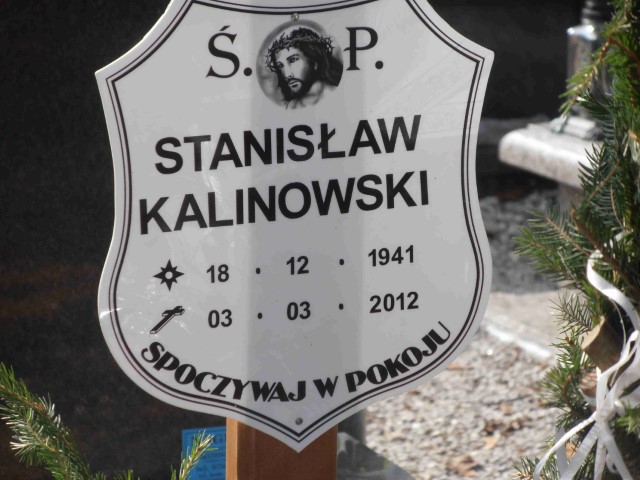 Ś. P.
STANISŁAW
KALINOWSKI
18 . 12 . 1941
03 . 03 . 2012
SPOCZYWAJ W POKOJU